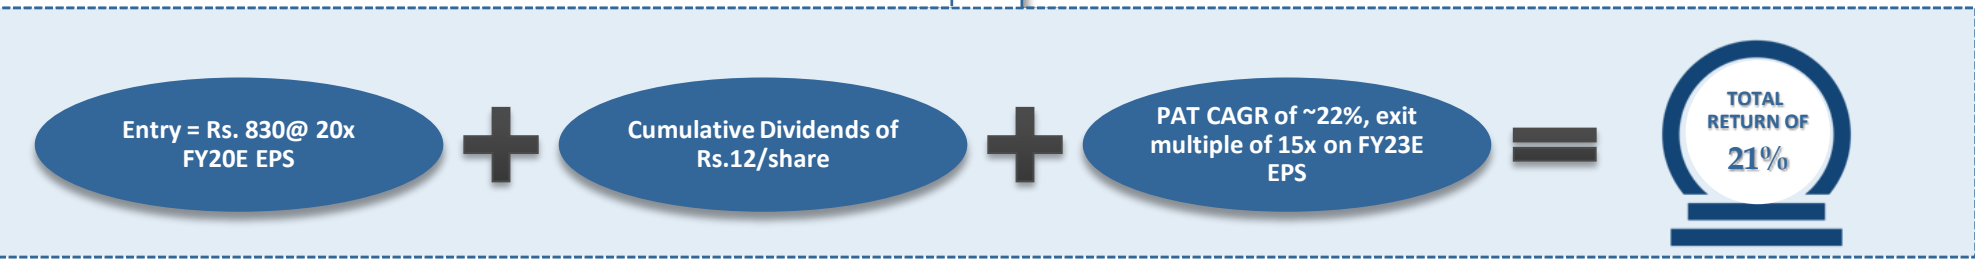 Entry = Rs. 830@ 20x
FY20E EPS
Cumulative Dividends of
Rs.12/share
PAT CAGR of ~22%, exit
multiple of 15x on FY23E
EPS
TOTAL
RETURN OF
21%